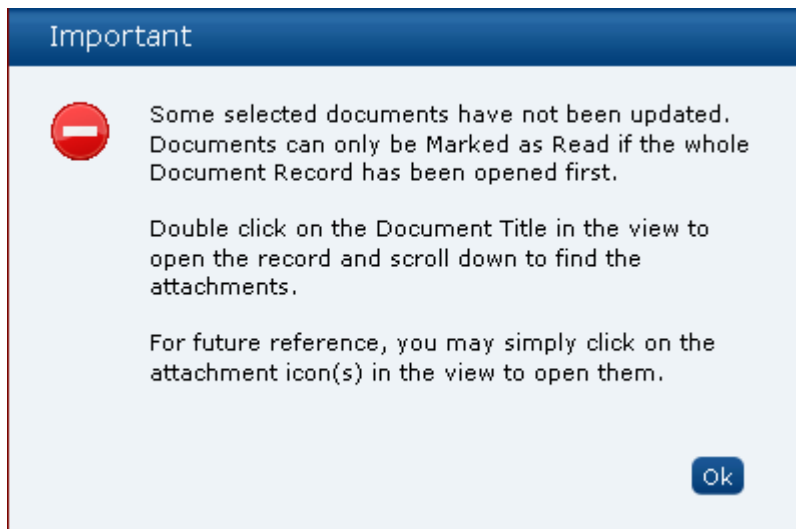 Important
Some selected documents have not been updated.
Documents can only be Marked as Read if the whole
Document Record has been opened first.
Double click on the Document Title in the view to
open the record and scroll down to find the
attachments.
For future reference, you may simply click on the
attachment icon(s) in the view to open them.
Ok